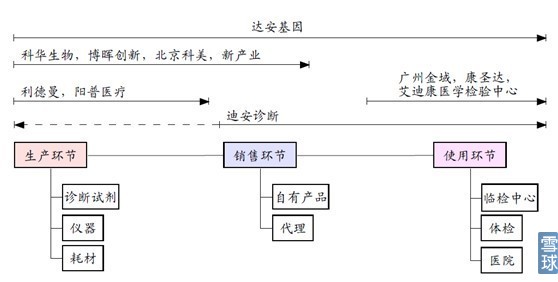 达安基因
科华生物，博晖创新，北京科美，新产业
广州金域，康圣达，
艾迪康医学检验中心
利德曼，阳普医疗
迪安诊断
生产环节
销售环节
使用环节
诊断试剂
自有产品
临检中心
仪器
代理
体检
耗材
医院
雪球